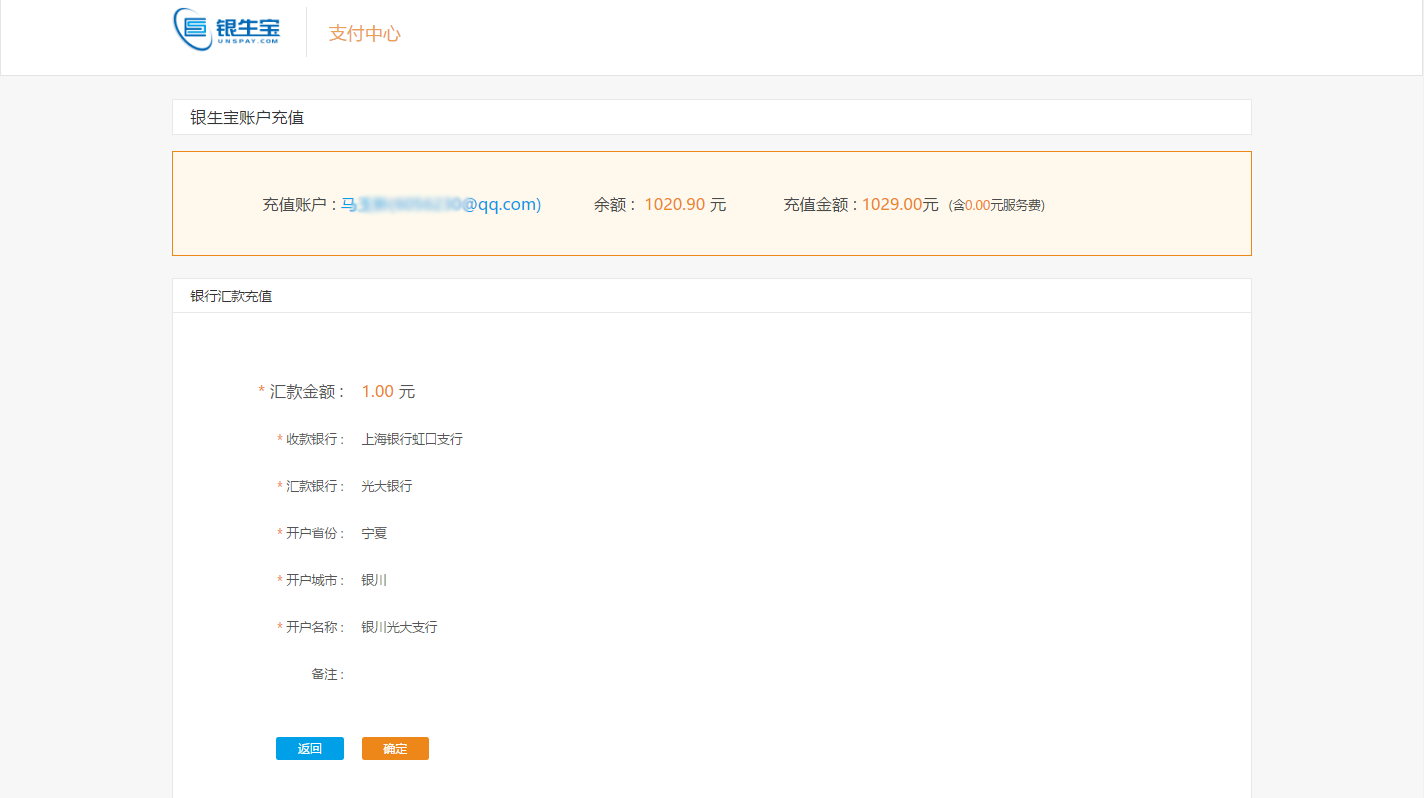 银生宝
UNSPAY.COM
支付中心
银生宝账户充值
充值账户 : 马 @qq.com) 余额 : 1020.90 元 充值金额 : 1029.00元 (含0.00元服务费)
银行汇款充值
* 汇款金额 : 1.00 元
* 收款银行 : 上海银行虹口支行
* 汇款银行 : 光大银行
* 开户省份 : 宁夏
* 开户城市 : 银川
* 开户名称 : 银川光大支行
备注 :
返回 确定